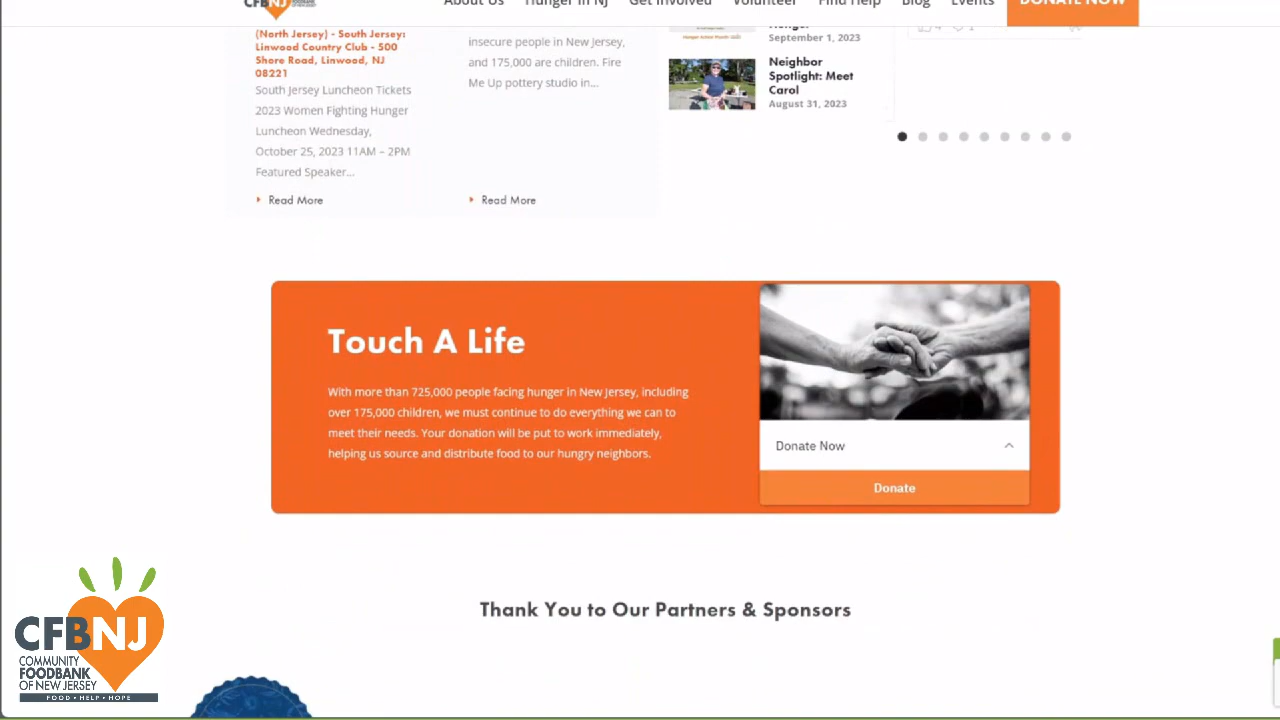 CFBNJ
About Us Hunger In NJ Get Involved Volunteer Find Help Blog Events DONATE NOW
(North Jersey) - South Jersey:
Linwood Country Club - 500
Shore Road, Linwood, NJ
08221
South Jersey Luncheon Tickets
2023 Women Fighting Hunger
Luncheon Wednesday,
October 25, 2023 11AM – 2PM
Featured Speaker...
Read More
insecure people in New Jersey,
and 175,000 are children. Fire
Me Up pottery studio in...
Read More
September 1, 2023
Neighbor
Spotlight: Meet
Carol
August 31, 2023
Touch A Life
With more than 725,000 people facing hunger in New Jersey, including
over 175,000 children, we must continue to do everything we can to
meet their needs. Your donation will be put to work immediately,
helping us source and distribute food to our hungry neighbors.
Donate Now
Donate
Thank You to Our Partners & Sponsors
CFBNJ
COMMUNITY
FOODBANK
OF NEW JERSEY
FOOD • HELP • HOPE